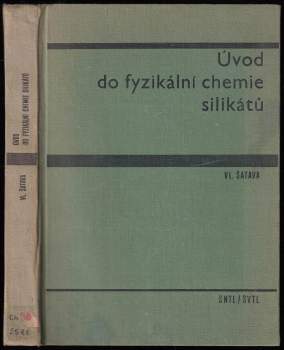 Úvod
do fyzikální chemie
silikátů
VL. ŠATAVA
SNTL/SVTL
ÚVOD
DO FYZIKÁLNÍ CHEMIE SILIKÁTŮ
VL. ŠATAVA